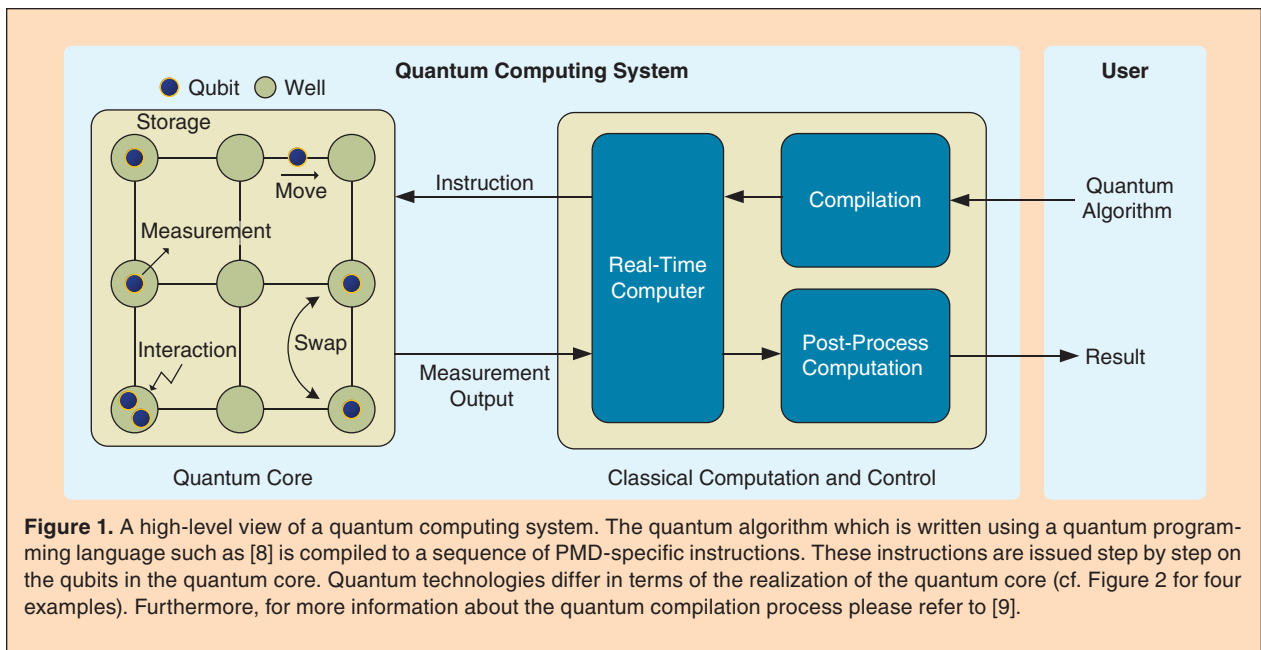 Quantum Computing System
User
Qubit
Well
Storage
Move
Measurement
Interaction
Swap
Quantum Core
Instruction
Measurement
Output
Real-Time
Computer
Compilation
Post-Process
Computation
Classical Computation and Control
Quantum
Algorithm
Result
Figure 1. A high-level view of a quantum computing system. The quantum algorithm which is written using a quantum program-
ming language such as [8] is compiled to a sequence of PMD-specific instructions. These instructions are issued step by step on
the qubits in the quantum core. Quantum technologies differ in terms of the realization of the quantum core (cf. Figure 2 for four
examples). Furthermore, for more information about the quantum compilation process please refer to [9].